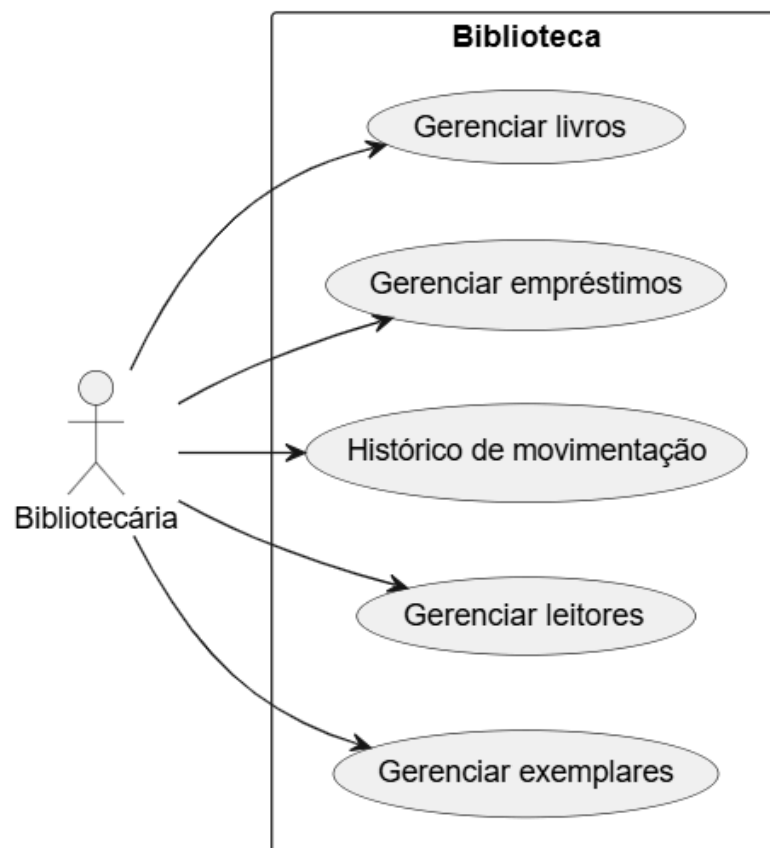 Biblioteca
Gerenciar livros
Gerenciar empréstimos
Histórico de movimentação
Bibliotecária
Gerenciar leitores
Gerenciar exemplares